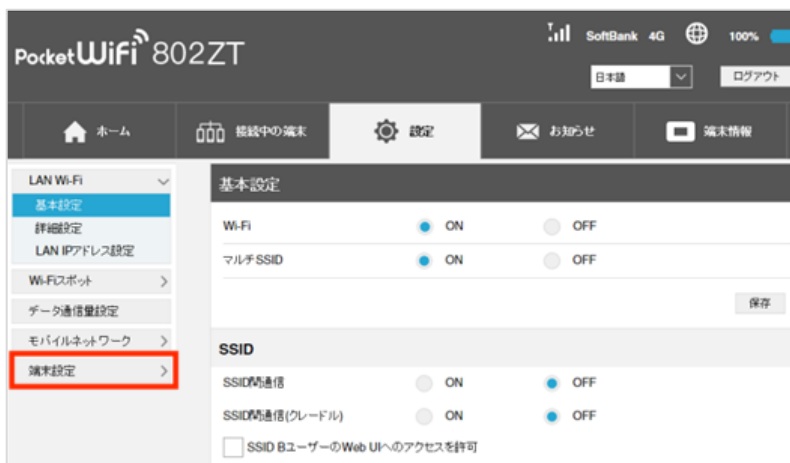 SoftBank 4G 100%
Pocket WiFi 802ZT
日本語 ログアウト
ホーム 接続中の端末 設定 お知らせ 端末情報
LAN Wi-Fi
基本設定
詳細設定
LAN IPアドレス設定
Wi-Fiスポット
データ通信量設定
モバイルネットワーク
端末設定
基本設定
Wi-Fi ON OFF
マルチSSID ON OFF
保存
SSID
SSID間通信 ON OFF
SSID間通信(クレードル) ON OFF
SSID BユーザーのWeb UIへのアクセスを許可